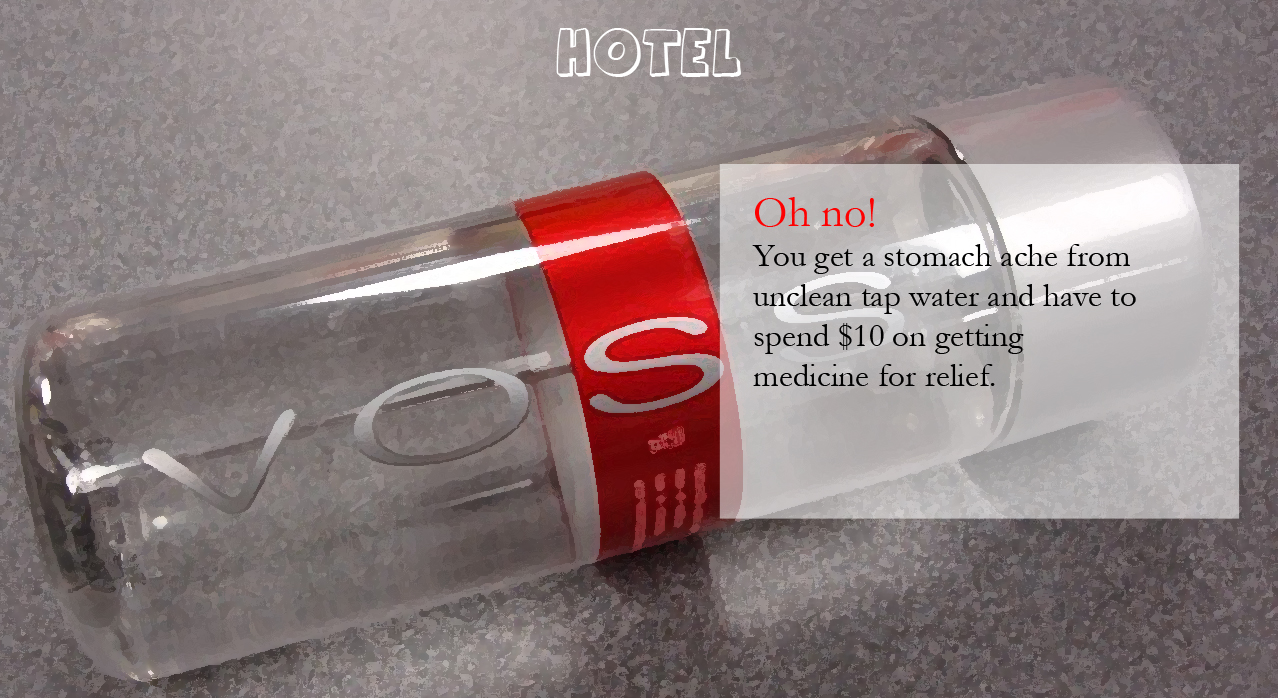 HOTEL
Oh no!
You get a stomach ache from
unclean tap water and have to
spend $10 on getting
medicine for relief.
VOSS